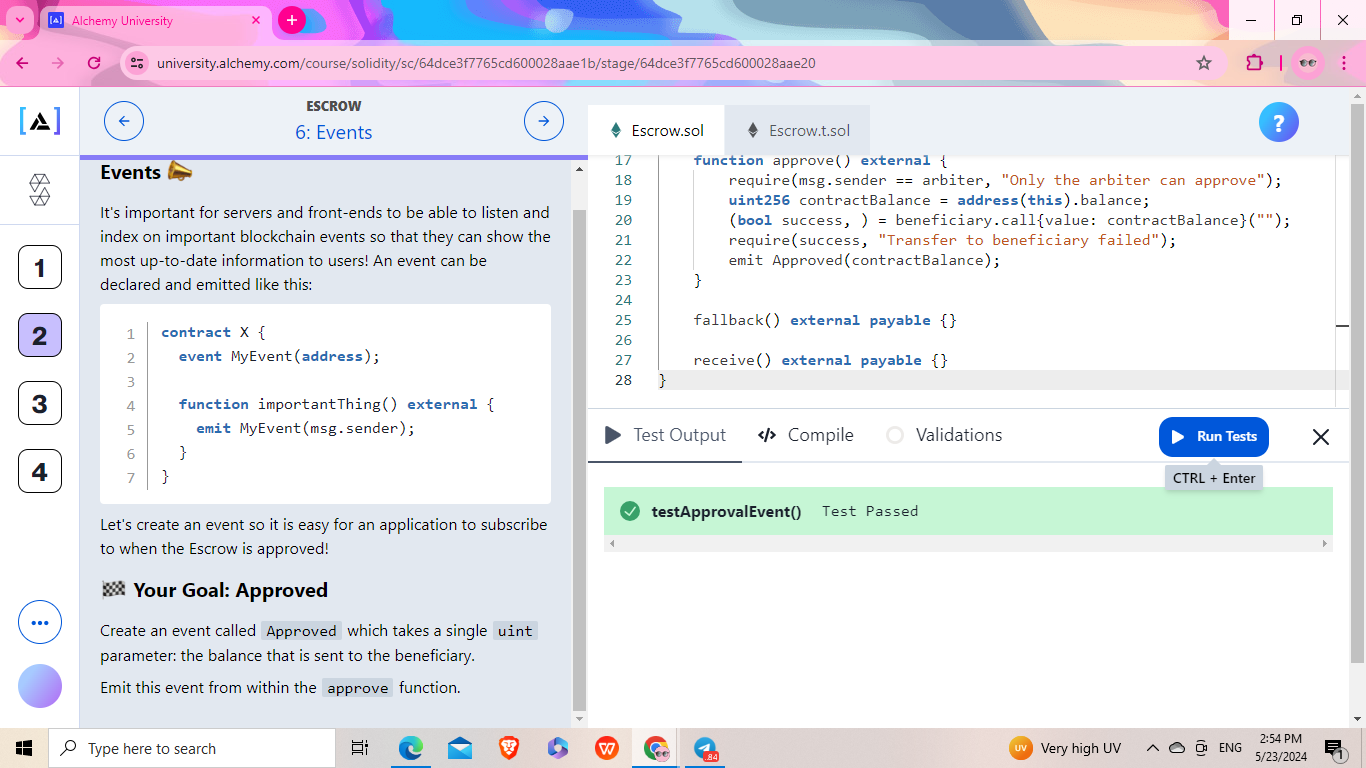 Alchemy University
university.alchemy.com/course/solidity/sc/64dce3f7765cd600028aae1b/stage/64dce3f7765cd600028aae20
ESCROW
6: Events
1
2
3
4
Events
It's important for servers and front-ends to be able to listen and
index on important blockchain events so that they can show the
most up-to-date information to users! An event can be
declared and emitted like this:
1 contract X {
2 event MyEvent(address);
3
4 function importantThing() external {
5 emit MyEvent(msg.sender);
6 }
7 }
Let's create an event so it is easy for an application to subscribe
to when the Escrow is approved!
Your Goal: Approved
Create an event called Approved which takes a single uint
parameter: the balance that is sent to the beneficiary.
Emit this event from within the approve function.
Escrow.sol
Escrow.t.sol
?
17 function approve() external {
18 require(msg.sender == arbiter, "Only the arbiter can approve");
19 uint256 contractBalance = address(this).balance;
20 (bool success, ) = beneficiary.call{value: contractBalance}("");
21 require(success, "Transfer to beneficiary failed");
22 emit Approved(contractBalance);
23 }
24
25 fallback() external payable {}
26
27 receive() external payable {}
28 }
Test Output
Compile
Validations
Run Tests
CTRL + Enter
testApprovalEvent() Test Passed
Type here to search
84
UV
Very high UV
ENG
2:54 PM
5/23/2024
1